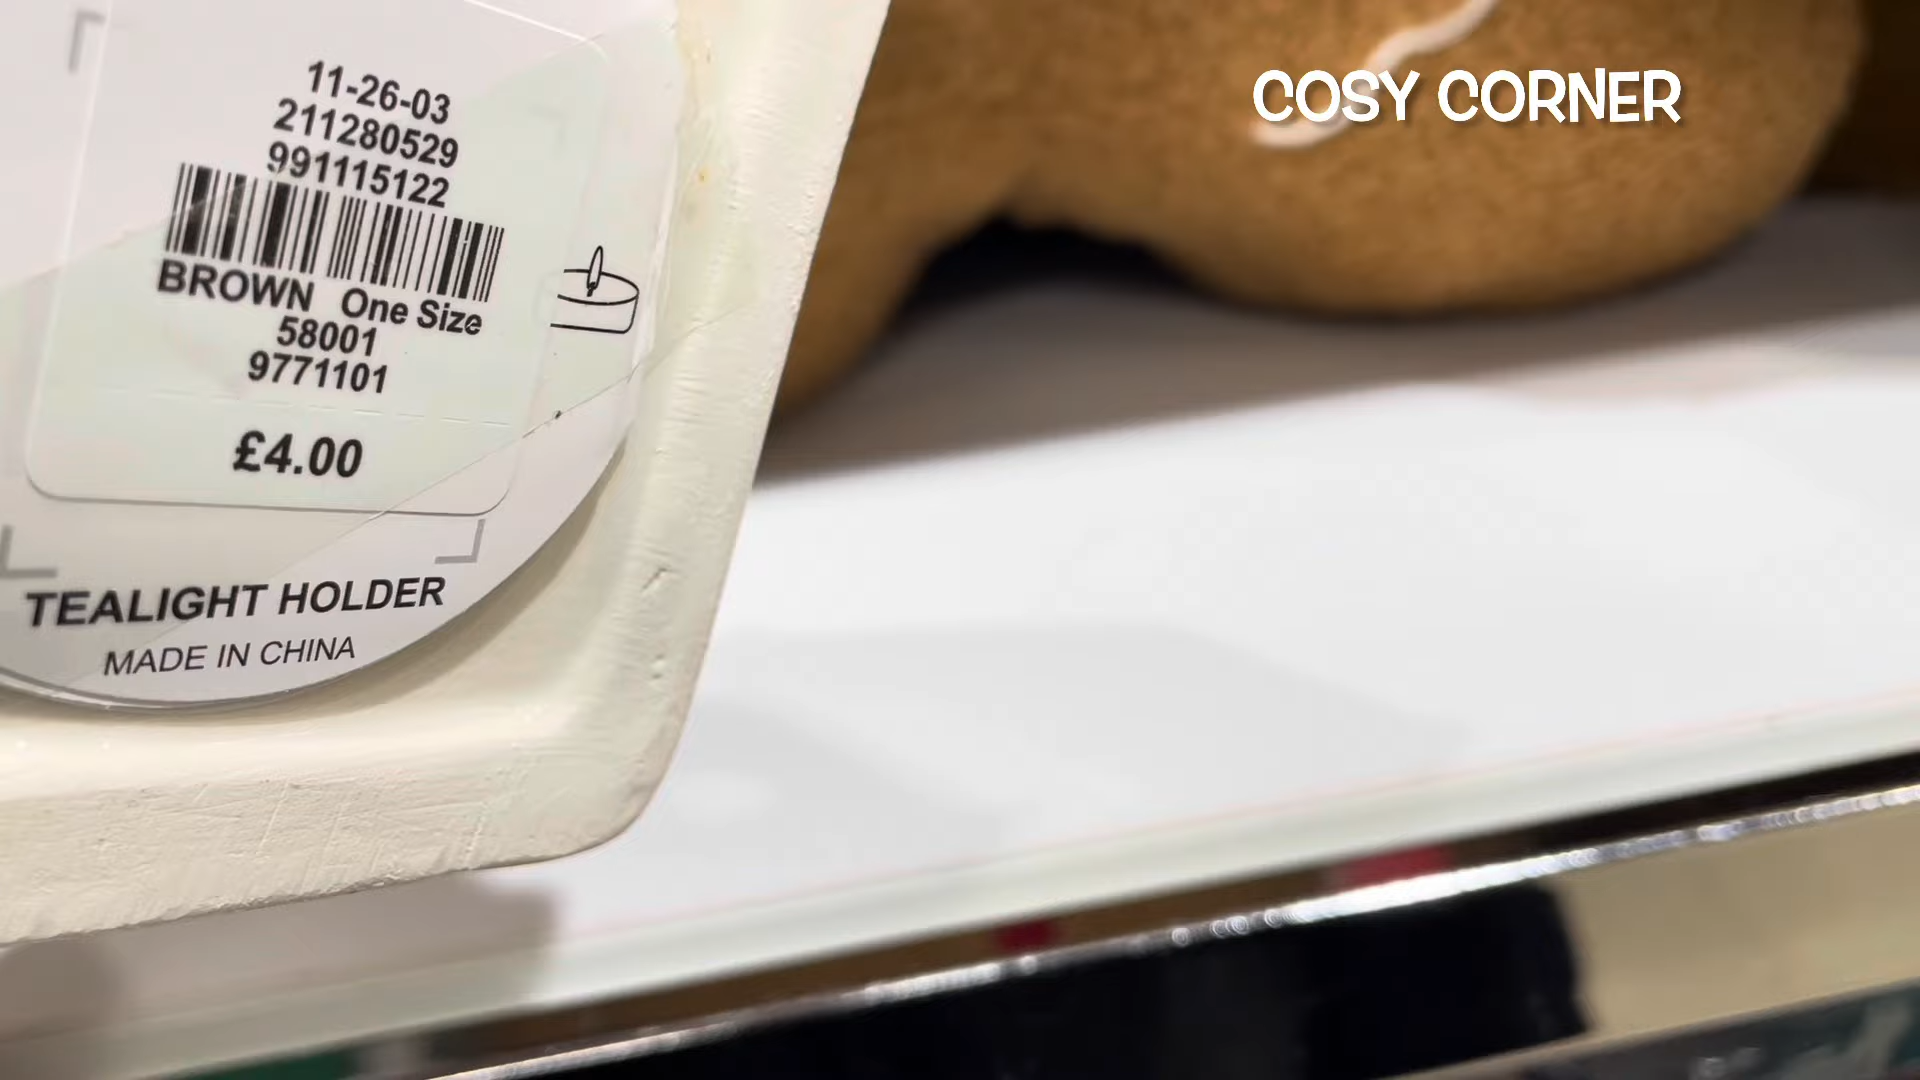 COSY CORNER
11-26-03
211280529
991115122
BROWN One Size
58001
9771101
£4.00
TEALIGHT HOLDER
MADE IN CHINA